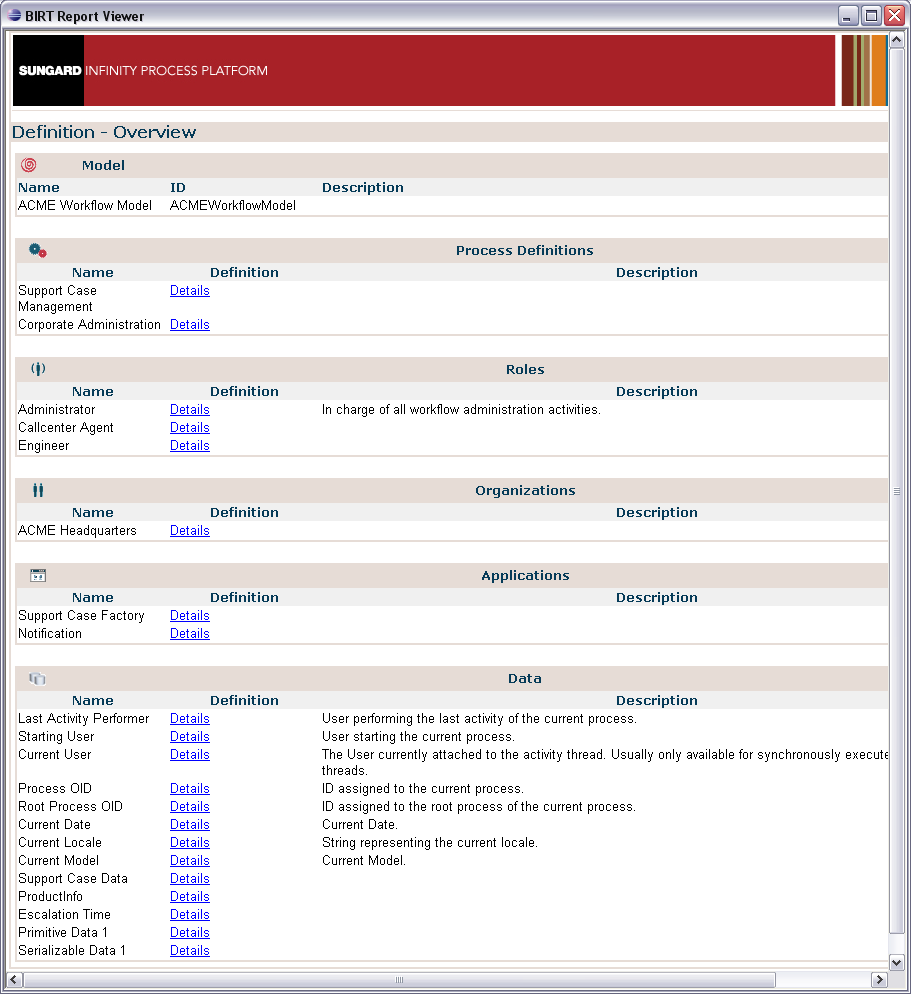 BIRT Report Viewer
SUNGARD INFINITY PROCESS PLATFORM
Definition - Overview
Model
Name ID Description
ACME Workflow Model ACMEWorkflowModel
Process Definitions
Name Definition Description
Support Case Details
Management
Corporate Administration Details
Roles
Name Definition Description
Administrator Details In charge of all workflow administration activities.
Callcenter Agent Details
Engineer Details
Organizations
Name Definition Description
ACME Headquarters Details
Applications
Name Definition Description
Support Case Factory Details
Notification Details
Data
Name Definition Description
Last Activity Performer Details User performing the last activity of the current process.
Starting User Details User starting the current process.
Current User Details The User currently attached to the activity thread. Usually only available for synchronously execute
threads.
Process OID Details ID assigned to the current process.
Root Process OID Details ID assigned to the root process of the current process.
Current Date Details Current Date.
Current Locale Details String representing the current locale.
Current Model Details Current Model.
Support Case Data Details
ProductInfo Details
Escalation Time Details
Primitive Data 1 Details
Serializable Data 1 Details